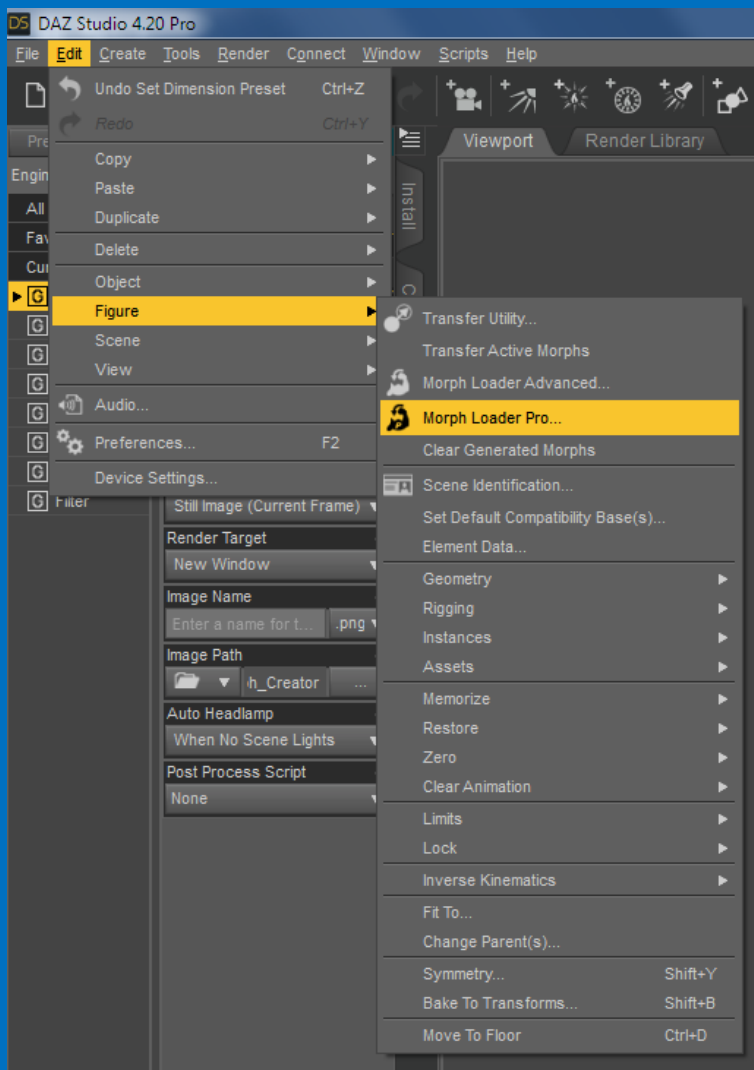 DS DAZ Studio 4.20 Pro
File Edit Create Tools Render Connect Window Scripts Help
Undo Set Dimension Preset Ctrl+Z
Redo Ctrl+Y
Copy
Paste
Duplicate
Delete
Object
Figure
Scene
View
Audio...
Preferences... F2
Device Settings...
Viewport Render Library
Install
All
G
G
G
G
G
G
G
G Filter
Transfer Utility...
Transfer Active Morphs
Morph Loader Advanced...
Morph Loader Pro...
Clear Generated Morphs
Scene Identification...
Set Default Compatibility Base(s)...
Element Data...
Geometry
Rigging
Instances
Assets
Memorize
Restore
Zero
Clear Animation
Limits
Lock
Inverse Kinematics
Fit To...
Change Parent(s)...
Symmetry... Shift+Y
Bake To Transforms... Shift+B
Move To Floor Ctrl+D
Still Image (Current Frame)
Render Target
New Window
Image Name
Enter a name for t... .png
Image Path
h_Creator ...
Auto Headlamp
When No Scene Lights
Post Process Script
None